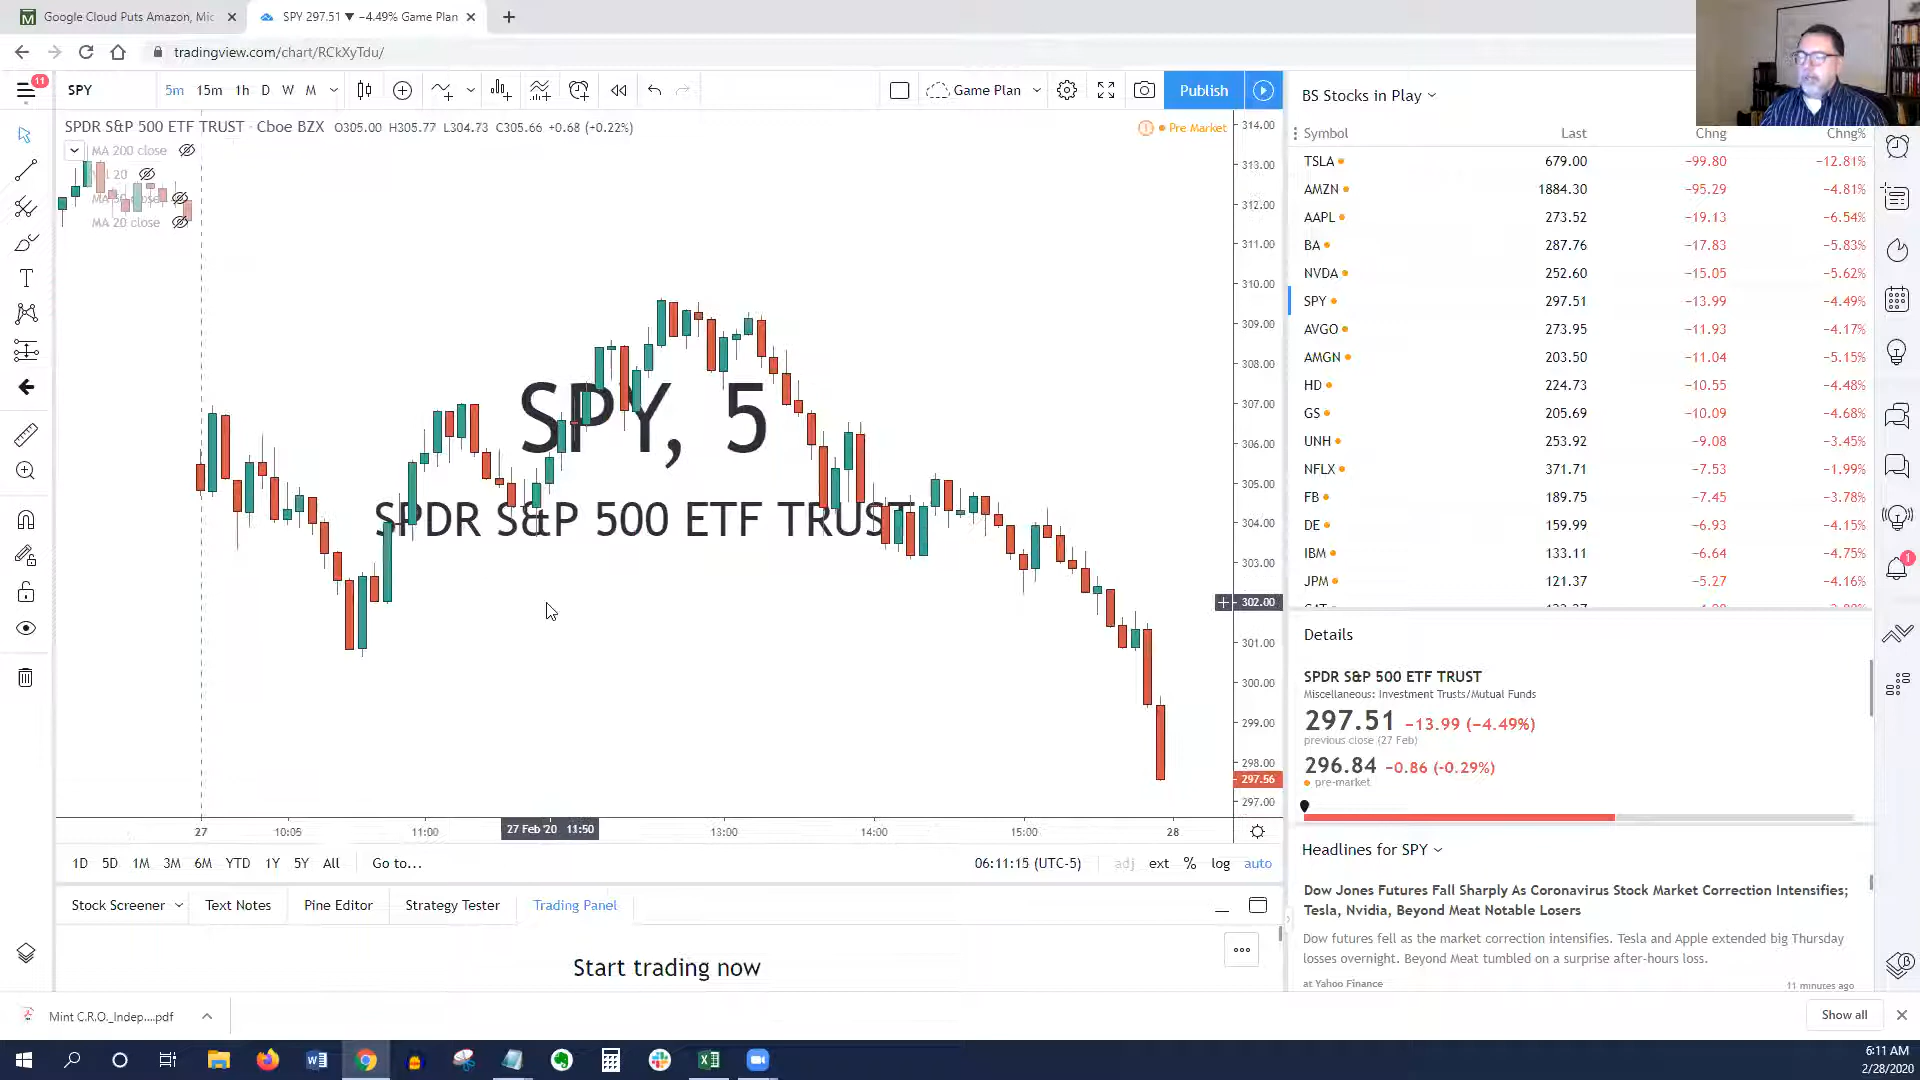 Google Cloud Puts Amazon, Mic
SPY 297.51 ▼ −4.49% Game Plan
tradingview.com/chart/RCkXyTdu/
11
SPY 5m 15m 1h D W M
Game Plan
Publish
SPDR S&P 500 ETF TRUST · Cboe BZX O305.00 H305.77 L304.73 C305.66 +0.68 (+0.22%)
Pre Market
MA 200 close
MA 20 close
SPY, 5
SPDR S&P 500 ETF TRUST
314.00
313.00
312.00
311.00
310.00
309.00
308.00
307.00
306.00
305.00
304.00
303.00
302.00
301.00
300.00
299.00
298.00
297.56
297.00
27 10:05 11:00 27 Feb '20 11:50 13:00 14:00 15:00 28
1D 5D 1M 3M 6M YTD 1Y 5Y All Go to...
06:11:15 (UTC-5) adj ext % log auto
Stock Screener Text Notes Pine Editor Strategy Tester Trading Panel
Start trading now
BS Stocks in Play
Symbol Last Chng Chng%
TSLA 679.00 −99.80 −12.81%
AMZN 1884.30 −95.29 −4.81%
AAPL 273.52 −19.13 −6.54%
BA 287.76 −17.83 −5.83%
NVDA 252.60 −15.05 −5.62%
SPY 297.51 −13.99 −4.49%
AVGO 273.95 −11.93 −4.17%
AMGN 203.50 −11.04 −5.15%
HD 224.73 −10.55 −4.48%
GS 205.69 −10.09 −4.68%
UNH 253.92 −9.08 −3.45%
NFLX 371.71 −7.53 −1.99%
FB 189.75 −7.45 −3.78%
DE 159.99 −6.93 −4.15%
IBM 133.11 −6.64 −4.75%
JPM 121.37 −5.27 −4.16%
Details
SPDR S&P 500 ETF TRUST
Miscellaneous: Investment Trusts/Mutual Funds
297.51 −13.99 (−4.49%)
previous close (27 Feb)
296.84 −0.86 (-0.29%)
pre-market
Headlines for SPY
Dow Jones Futures Fall Sharply As Coronavirus Stock Market Correction Intensifies;
Tesla, Nvidia, Beyond Meat Notable Losers
Dow futures fell as the market correction intensifies. Tesla and Apple extended big Thursday
losses overnight. Beyond Meat tumbled on a surprise after-hours loss.
at Yahoo Finance 11 minutes ago
1
Mint C.R.O._Indep....pdf
Show all
6:11 AM
2/28/2020